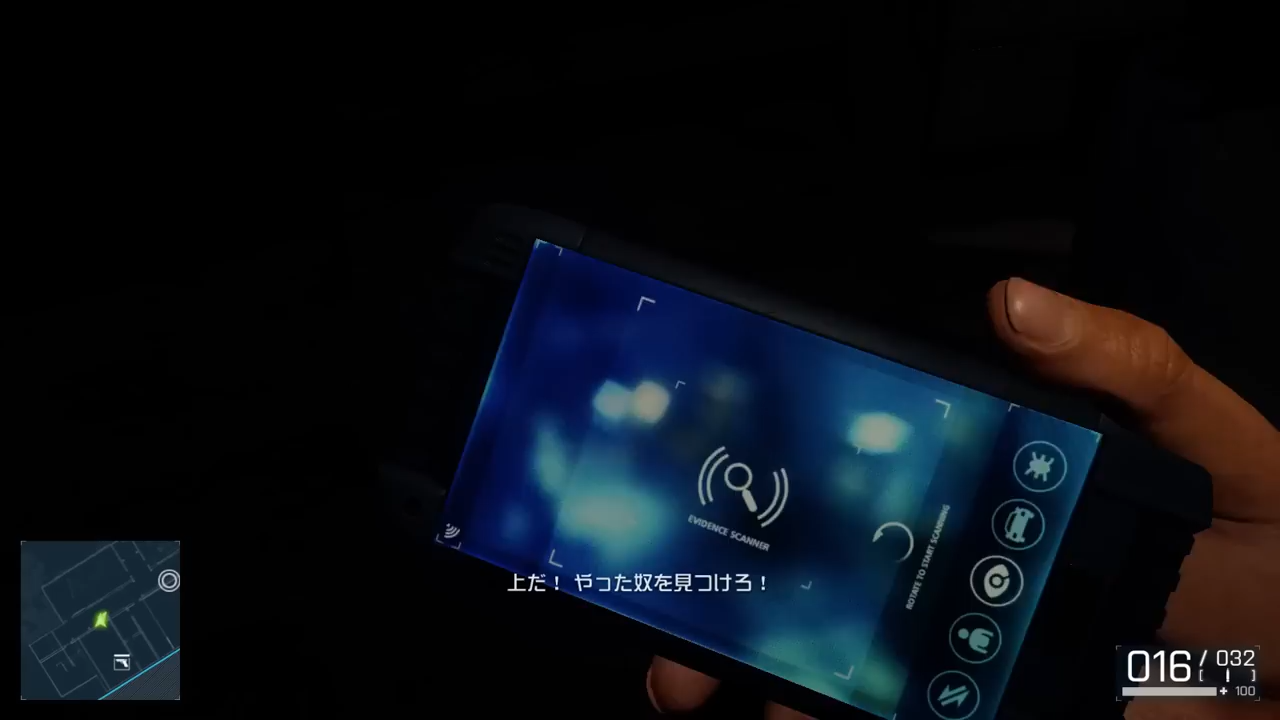 EVIDENCE SCANNER
ROTATE TO START SCANNING
上だ！ やった奴を見つけろ！
016 / 032
[ | ]
+ 100